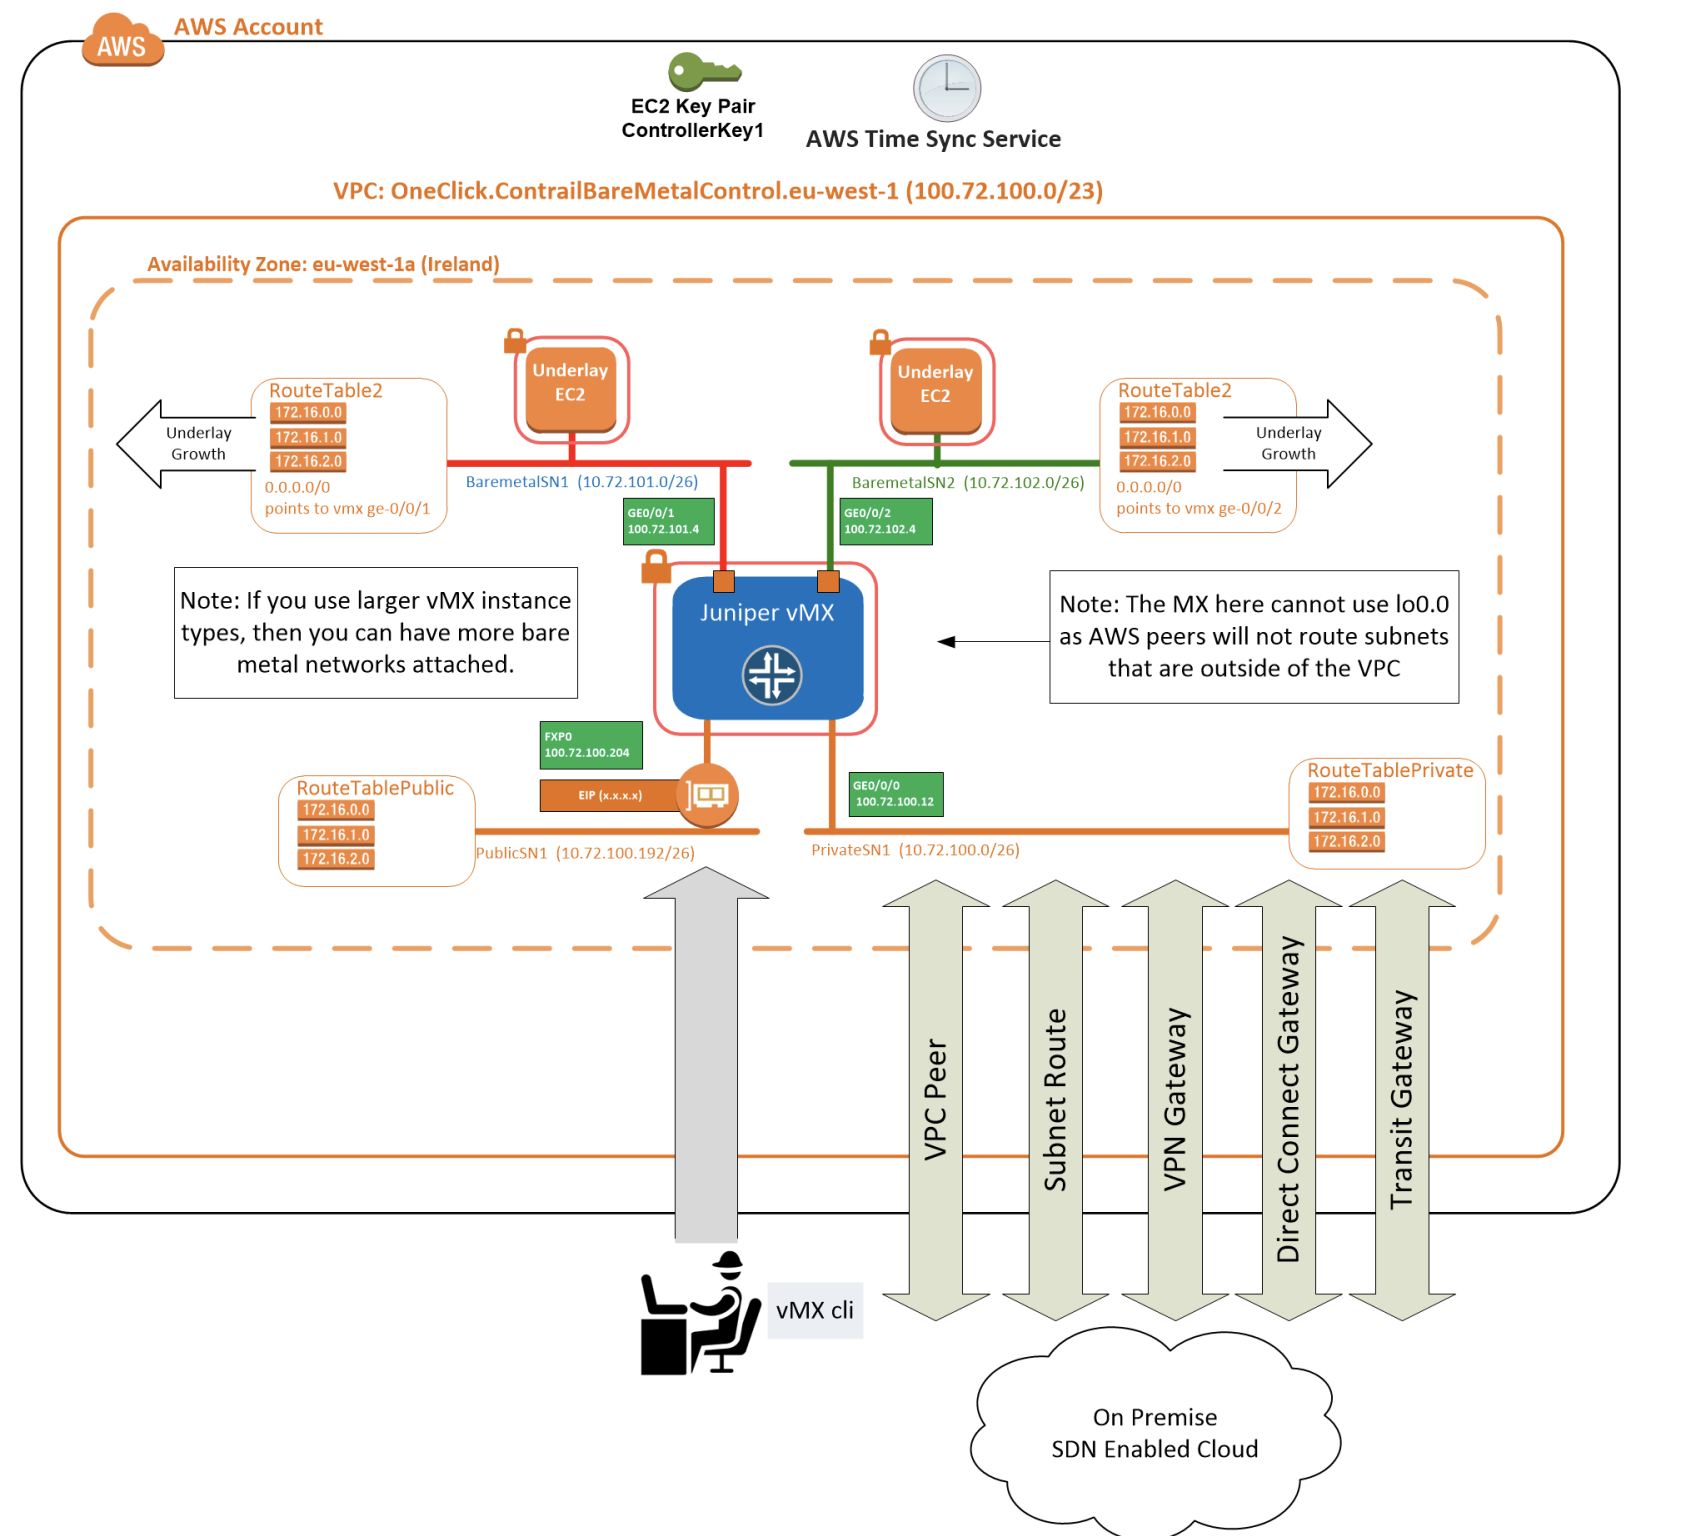 AWS
AWS Account
EC2 Key Pair
ControllerKey1
AWS Time Sync Service
VPC: OneClick.ContrailBareMetalControl.eu-west-1 (100.72.100.0/23)
Availability Zone: eu-west-1a (Ireland)
Underlay
Growth
RouteTable2
172.16.0.0
172.16.1.0
172.16.2.0
0.0.0.0/0
points to vmx ge-0/0/1
Underlay
EC2
Underlay
EC2
RouteTable2
172.16.0.0
172.16.1.0
172.16.2.0
0.0.0.0/0
points to vmx ge-0/0/2
Underlay
Growth
BaremetalSN1 (10.72.101.0/26)
BaremetalSN2 (10.72.102.0/26)
GE0/0/1
100.72.101.4
GE0/0/2
100.72.102.4
Note: If you use larger vMX instance
types, then you can have more bare
metal networks attached.
Juniper vMX
Note: The MX here cannot use lo0.0
as AWS peers will not route subnets
that are outside of the VPC
FXP0
100.72.100.204
EIP (x.x.x.x)
GE0/0/0
100.72.100.12
RouteTablePublic
172.16.0.0
172.16.1.0
172.16.2.0
RouteTablePrivate
172.16.0.0
172.16.1.0
172.16.2.0
PublicSN1 (10.72.100.192/26)
PrivateSN1 (10.72.100.0/26)
VPC Peer
Subnet Route
VPN Gateway
Direct Connect Gateway
Transit Gateway
vMX cli
On Premise
SDN Enabled Cloud